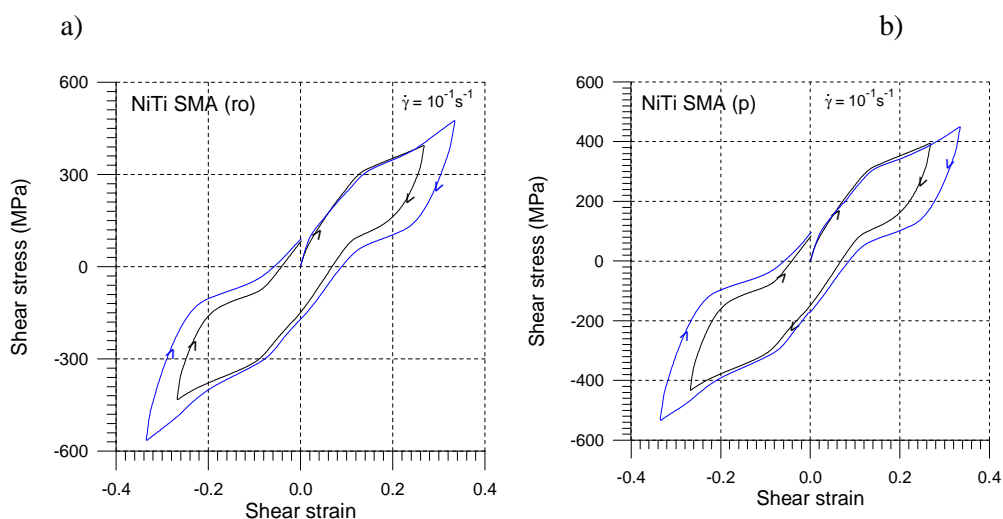 a)
b)
600
300
0
-300
-600
Shear stress (MPa)
NiTi SMA (ro)
γ̇ = 10⁻¹s⁻¹
-0.4
-0.2
0.0
0.2
0.4
Shear strain
600
400
200
0
-200
-400
-600
Shear stress (MPa)
NiTi SMA (p)
γ̇ = 10⁻¹s⁻¹
-0.4
-0.2
0.0
0.2
0.4
Shear strain